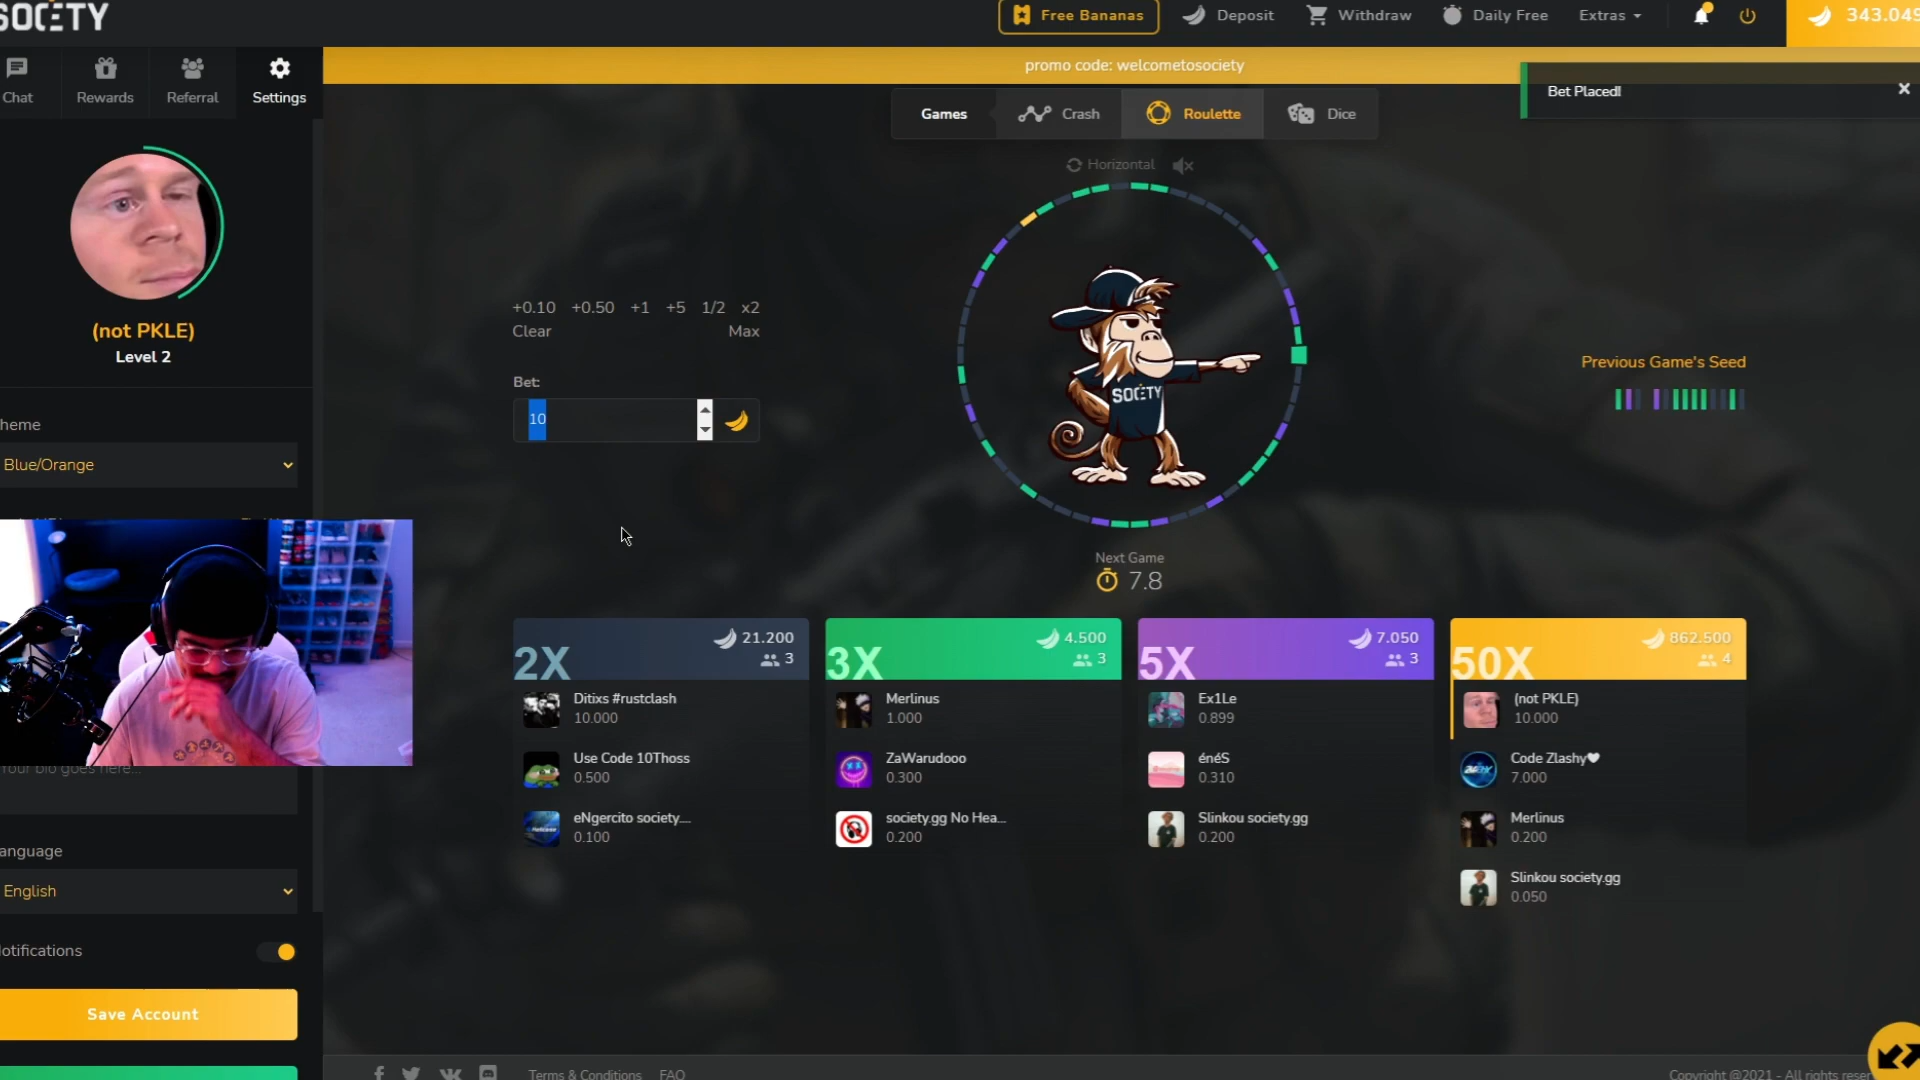 SOCĖTY
Free Bananas
Deposit
Withdraw
Daily Free
Extras
343.049
Chat
Rewards
Referral
Settings
promo code: welcometosociety
Bet Placed!
Games
Crash
Roulette
Dice
Horizontal
(not PKLE)
Level 2
+0.10 +0.50 +1 +5 1/2 x2
Clear Max
Bet:
10
SOCĖTY
Previous Game's Seed
heme
Blue/Orange
Next Game
7.8
2X 21.200
3
Ditixs #rustclash
10.000
Use Code 10Thoss
0.500
eNgercito society....
0.100
3X 4.500
3
Merlinus
1.000
ZaWarudooo
0.300
society.gg No Hea...
0.200
5X 7.050
3
Ex1Le
0.899
énéS
0.310
Slinkou society.gg
0.200
50X 862.500
4
(not PKLE)
10.000
Code Zlashy🖤
7.000
Merlinus
0.200
Slinkou society.gg
0.050
Your bio goes here...
anguage
English
otifications
Save Account
Terms & Conditions FAQ
Copyright @2021 - All rights reser